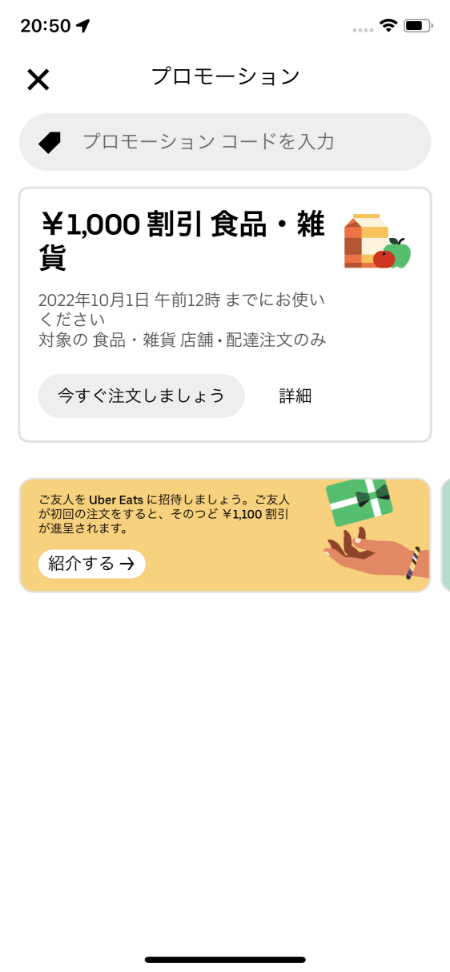 20:50
プロモーション
プロモーション コードを入力
￥1,000 割引 食品・雑
貨
2022年10月1日 午前12時 までにお使い
ください
対象の 食品・雑貨 店舗 • 配達注文のみ
今すぐ注文しましょう 詳細
ご友人を Uber Eats に招待しましょう。ご友人
が初回の注文をすると、そのつど ￥1,100 割引
が進呈されます。
紹介する →